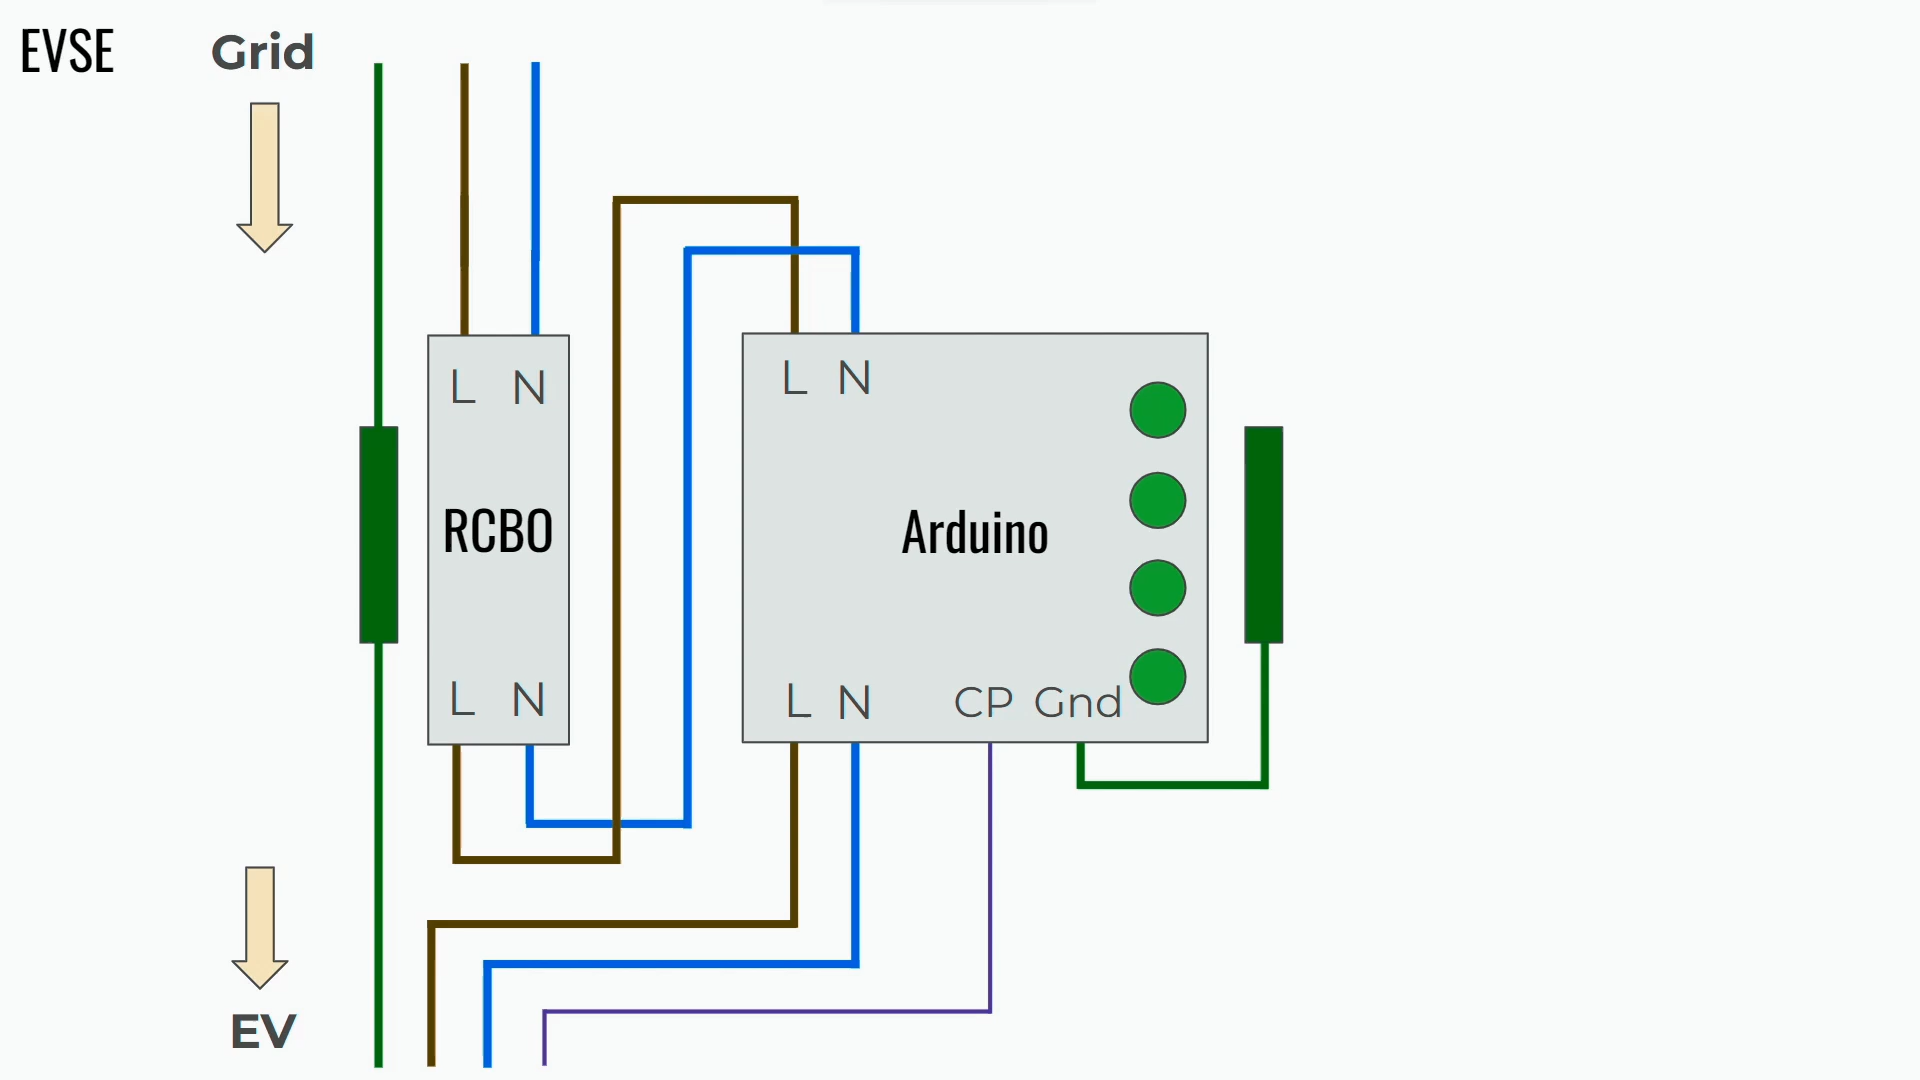 EVSE
Grid
L N
RCBO
L N
L N
Arduino
L N CP Gnd
EV